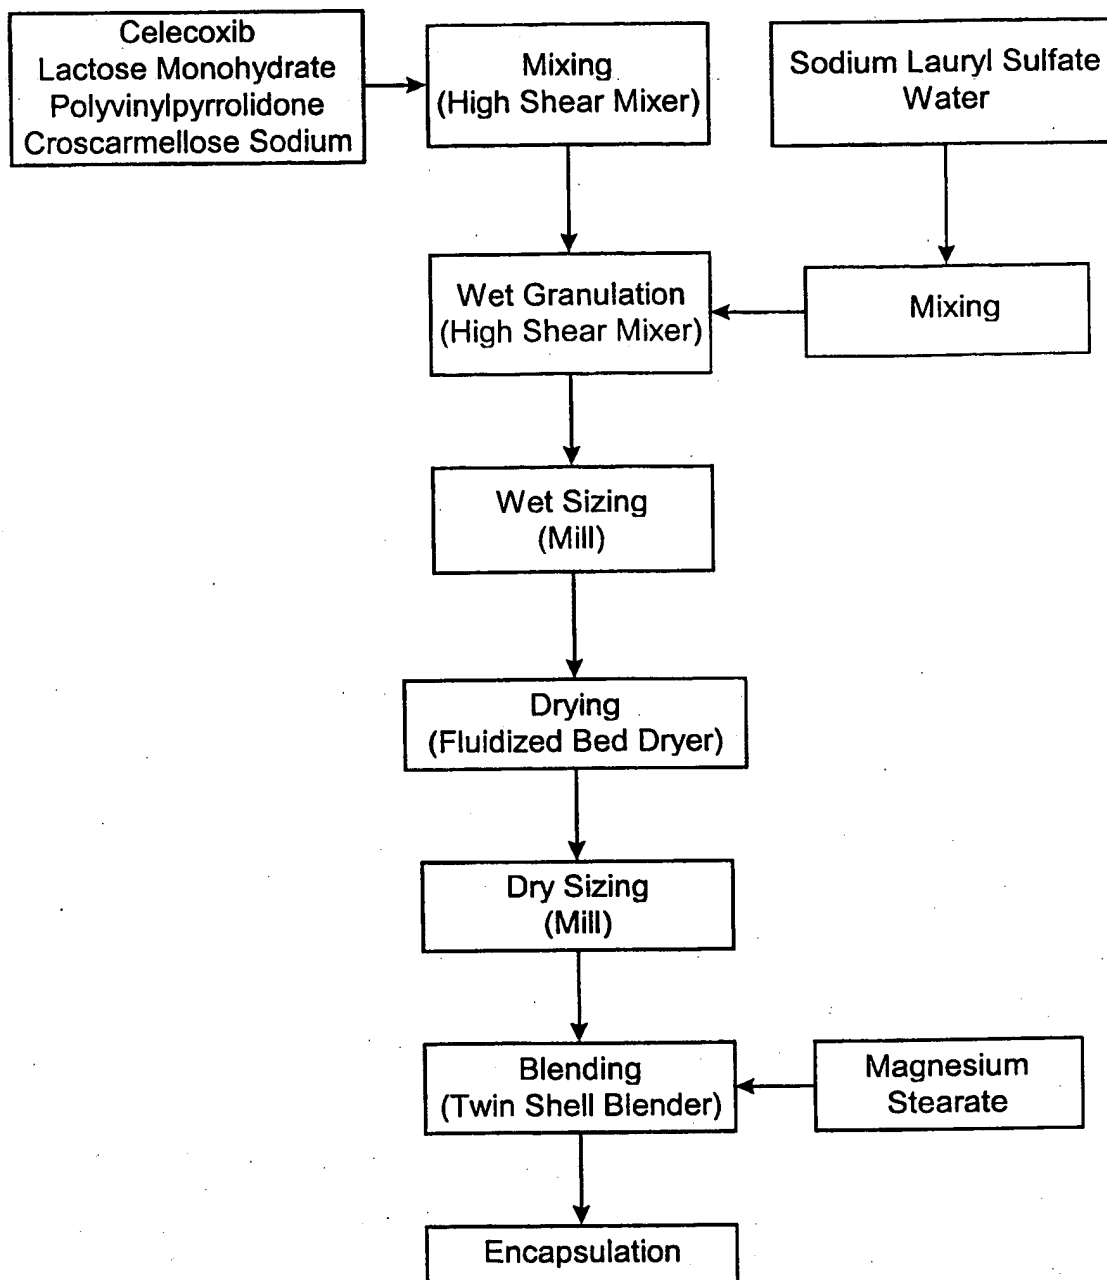 Celecoxib
Lactose Monohydrate
Polyvinylpyrrolidone
Croscarmellose Sodium
Mixing
(High Shear Mixer)
Sodium Lauryl Sulfate
Water
Wet Granulation
(High Shear Mixer)
Mixing
Wet Sizing
(Mill)
Drying
(Fluidized Bed Dryer)
Dry Sizing
(Mill)
Blending
(Twin Shell Blender)
Magnesium
Stearate
Encapsulation